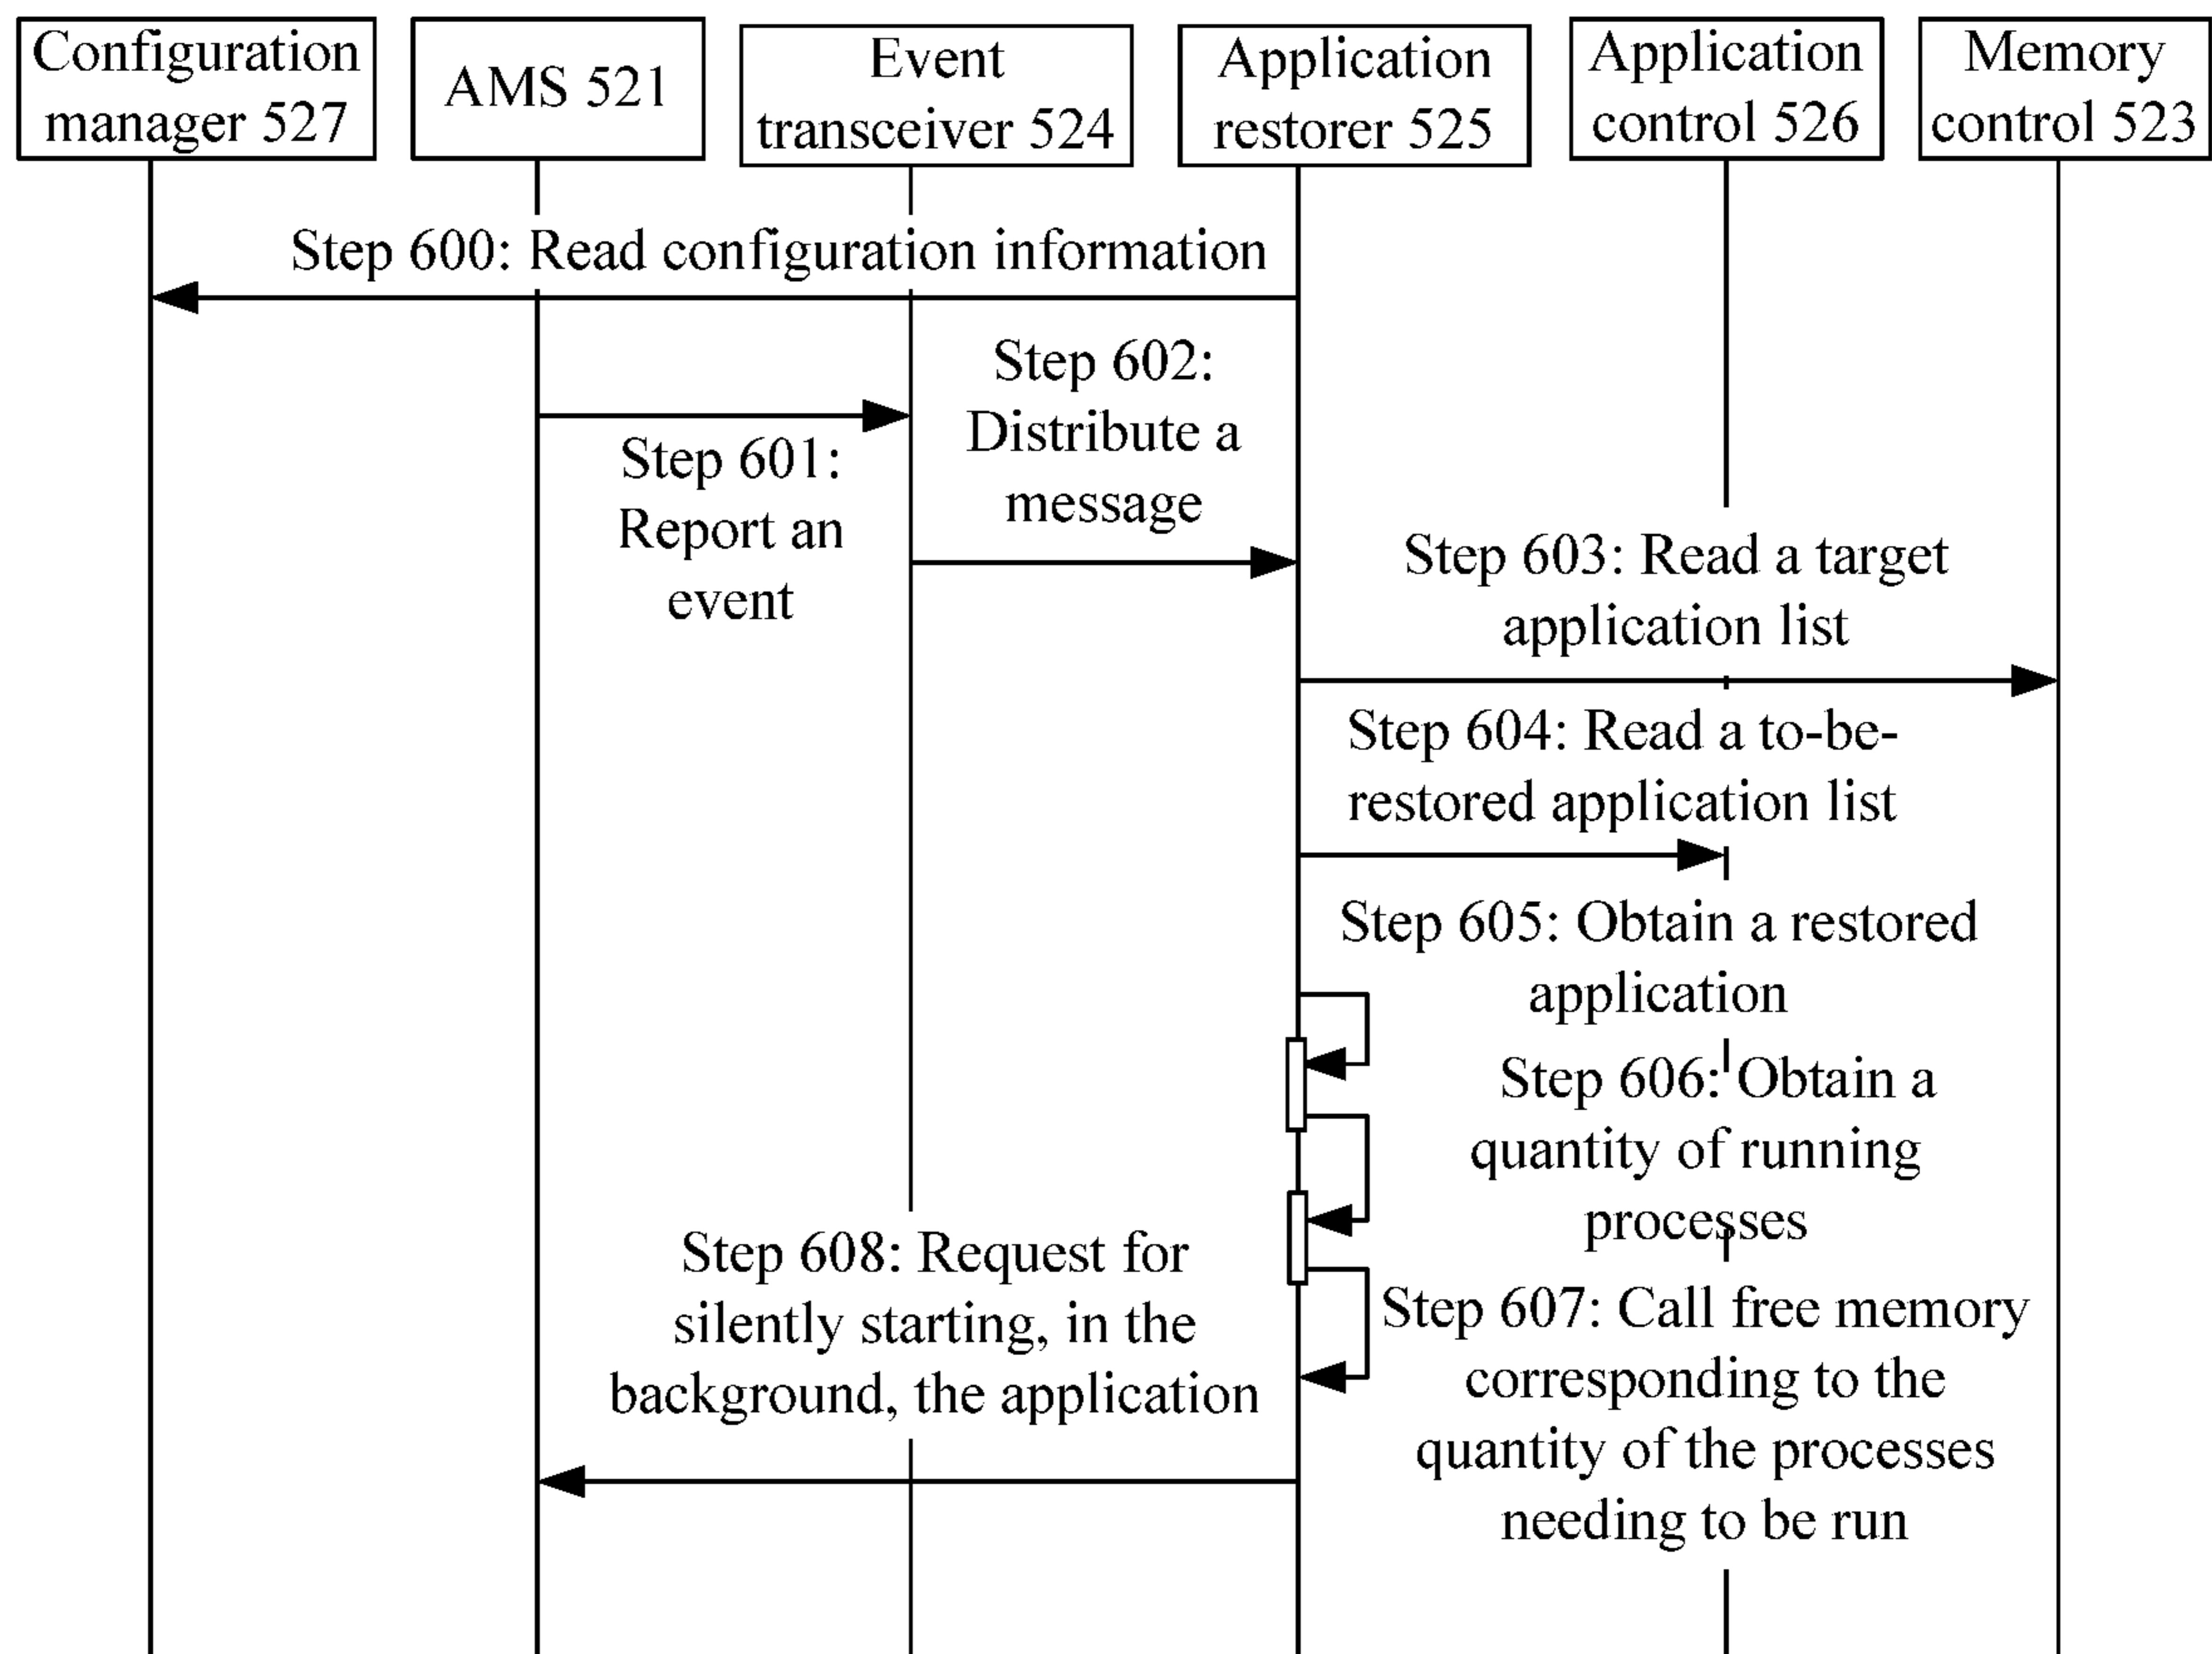 Configuration
manager 527
AMS 521
Event
transceiver 524
Application
restorer 525
Application
control 526
Memory
control 523
Step 600: Read configuration information
Step 601:
Report an
event
Step 602:
Distribute a
message
Step 603: Read a target
application list
Step 604: Read a to-be-
restored application list
Step 605: Obtain a restored
application
Step 606: Obtain a
quantity of running
processes
Step 607: Call free memory
corresponding to the
quantity of the processes
needing to be run
Step 608: Request for
silently starting, in the
background, the application